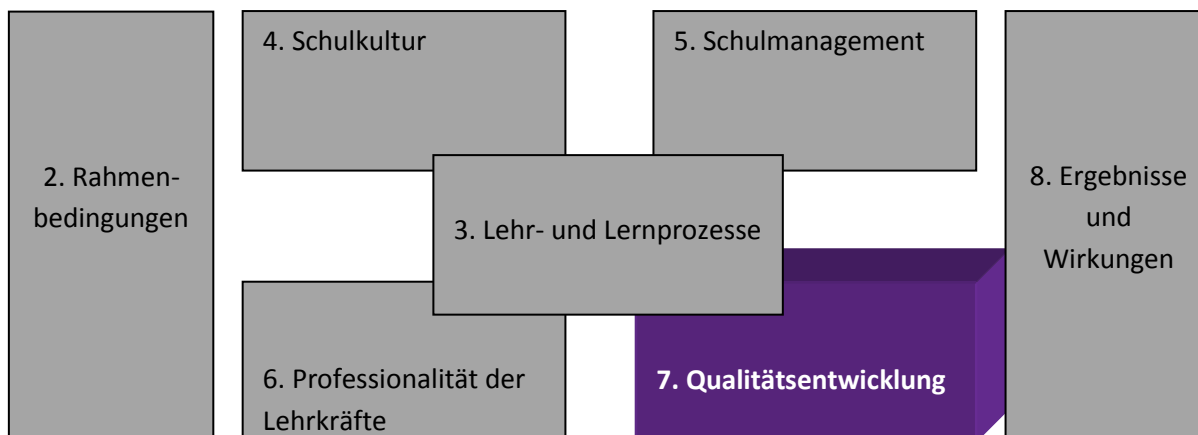 4. Schulkultur
5. Schulmanagement
2. Rahmen-
bedingungen
3. Lehr- und Lernprozesse
8. Ergebnisse
und
Wirkungen
6. Professionalität der
Lehrkräfte
7. Qualitätsentwicklung